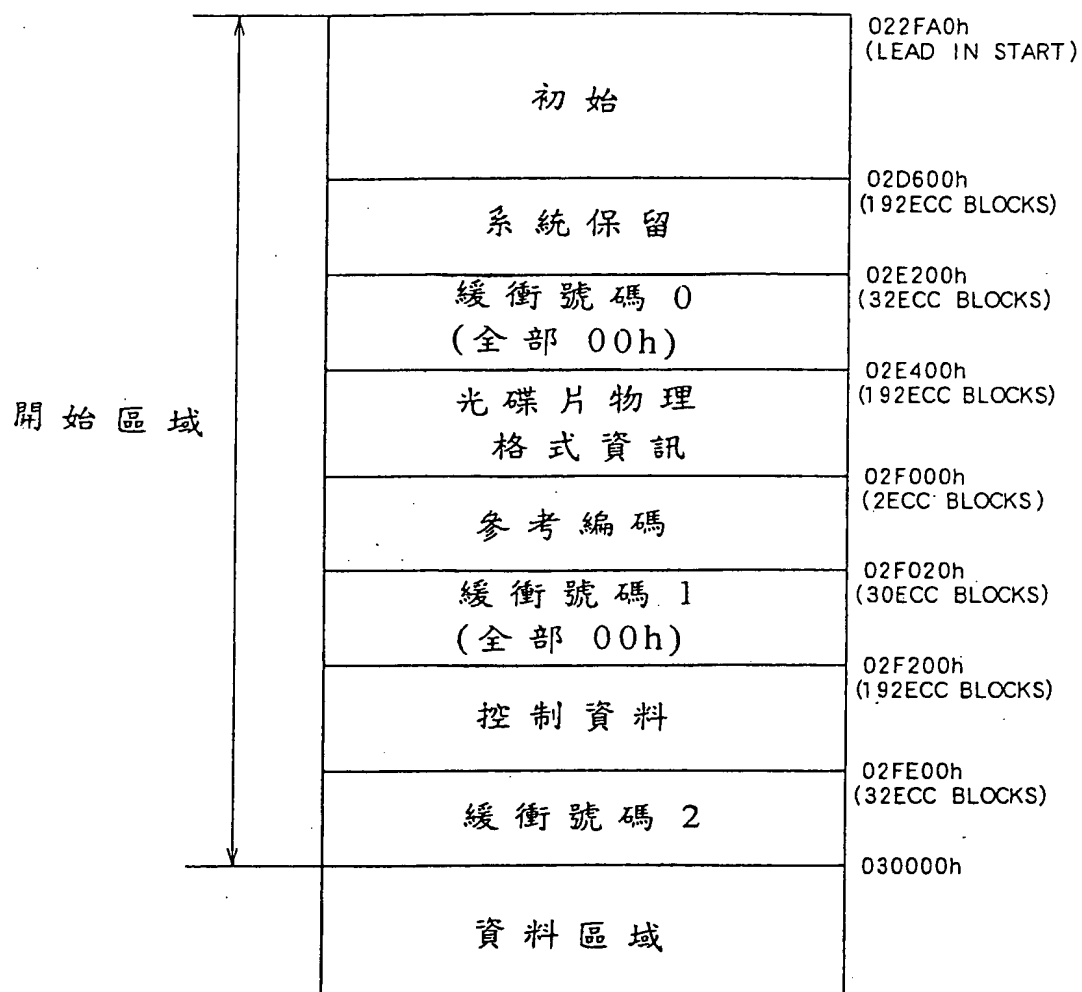 022FA0h
(LEAD IN START)
初始
02D600h
(192ECC BLOCKS)
系統保留
02E200h
(32ECC BLOCKS)
緩衝號碼 0
(全部 00h)
02E400h
(192ECC BLOCKS)
開始區域
光碟片物理
格式資訊
02F000h
(2ECC BLOCKS)
參考編碼
02F020h
(30ECC BLOCKS)
緩衝號碼 1
(全部 00h)
02F200h
(192ECC BLOCKS)
控制資料
02FE00h
(32ECC BLOCKS)
緩衝號碼 2
030000h
資料區域